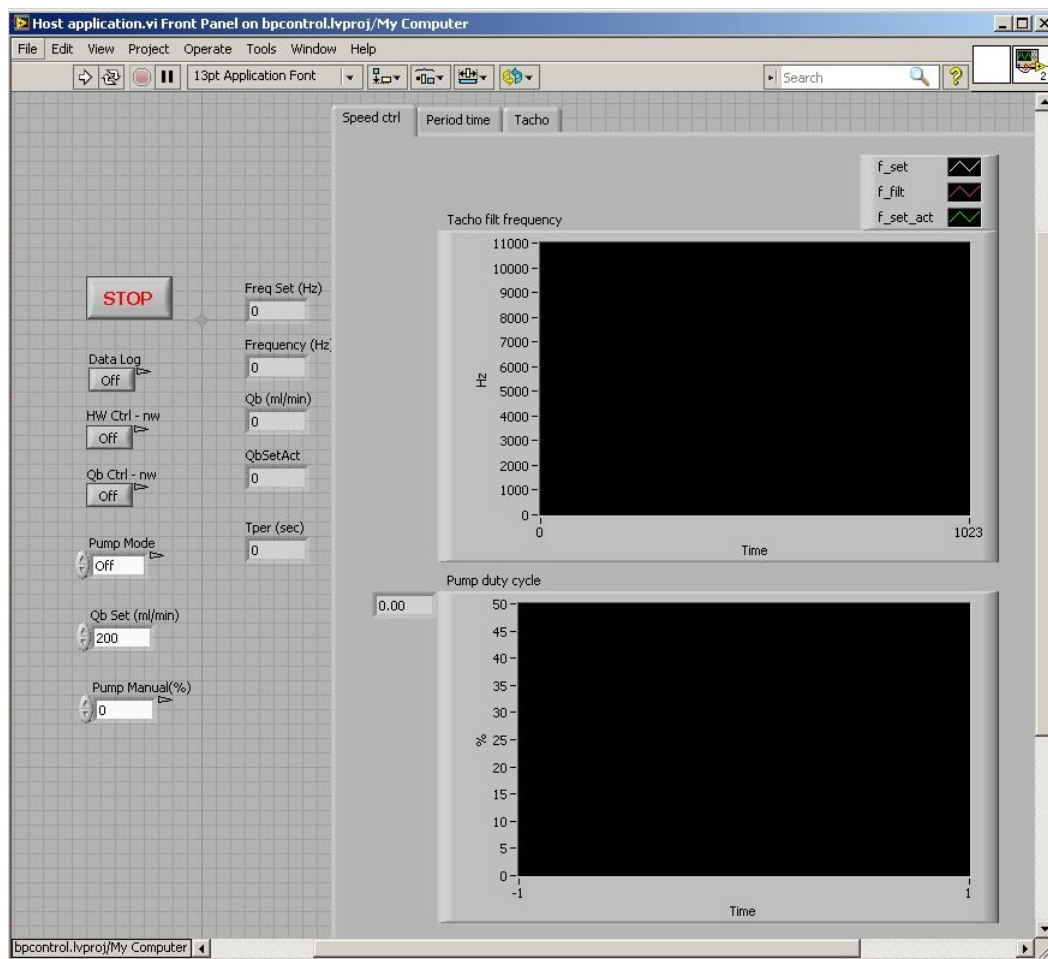 Host application.vi Front Panel on bpcontrol.lvproj/My Computer
File Edit View Project Operate Tools Window Help
13pt Application Font
Search
2
Speed ctrl Period time Tacho
f_set
f_filt
f_set_act
Tacho filt frequency
11000
10000
9000
8000
7000
6000
5000
4000
3000
2000
1000
0
Hz
0 1023
Time
STOP
Data Log
Off
HW Ctrl - nw
Off
Qb Ctrl - nw
Off
Pump Mode
Off
Qb Set (ml/min)
200
Pump Manual(%)
0
Freq Set (Hz)
0
Frequency (Hz)
0
Qb (ml/min)
0
QbSetAct
0
Tper (sec)
0
Pump duty cycle
0.00
50
45
40
35
30
25
20
15
10
5
0
%
-1 1
Time
bpcontrol.lvproj/My Computer